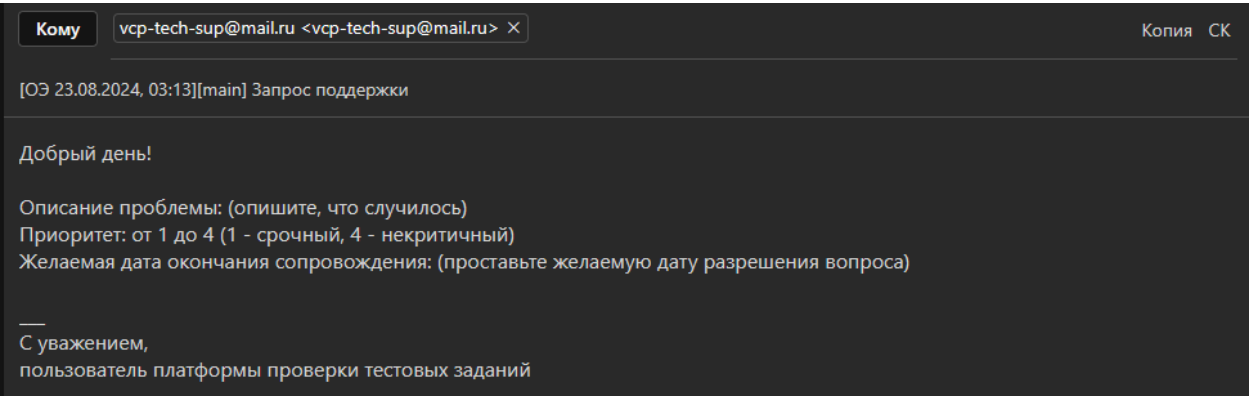 Кому vcp-tech-sup@mail.ru <vcp-tech-sup@mail.ru> × Копия СК
[ОЭ 23.08.2024, 03:13][main] Запрос поддержки
Добрый день!
Описание проблемы: (опишите, что случилось)
Приоритет: от 1 до 4 (1 - срочный, 4 - некритичный)
Желаемая дата окончания сопровождения: (проставьте желаемую дату разрешения вопроса)
___
С уважением,
пользователь платформы проверки тестовых заданий